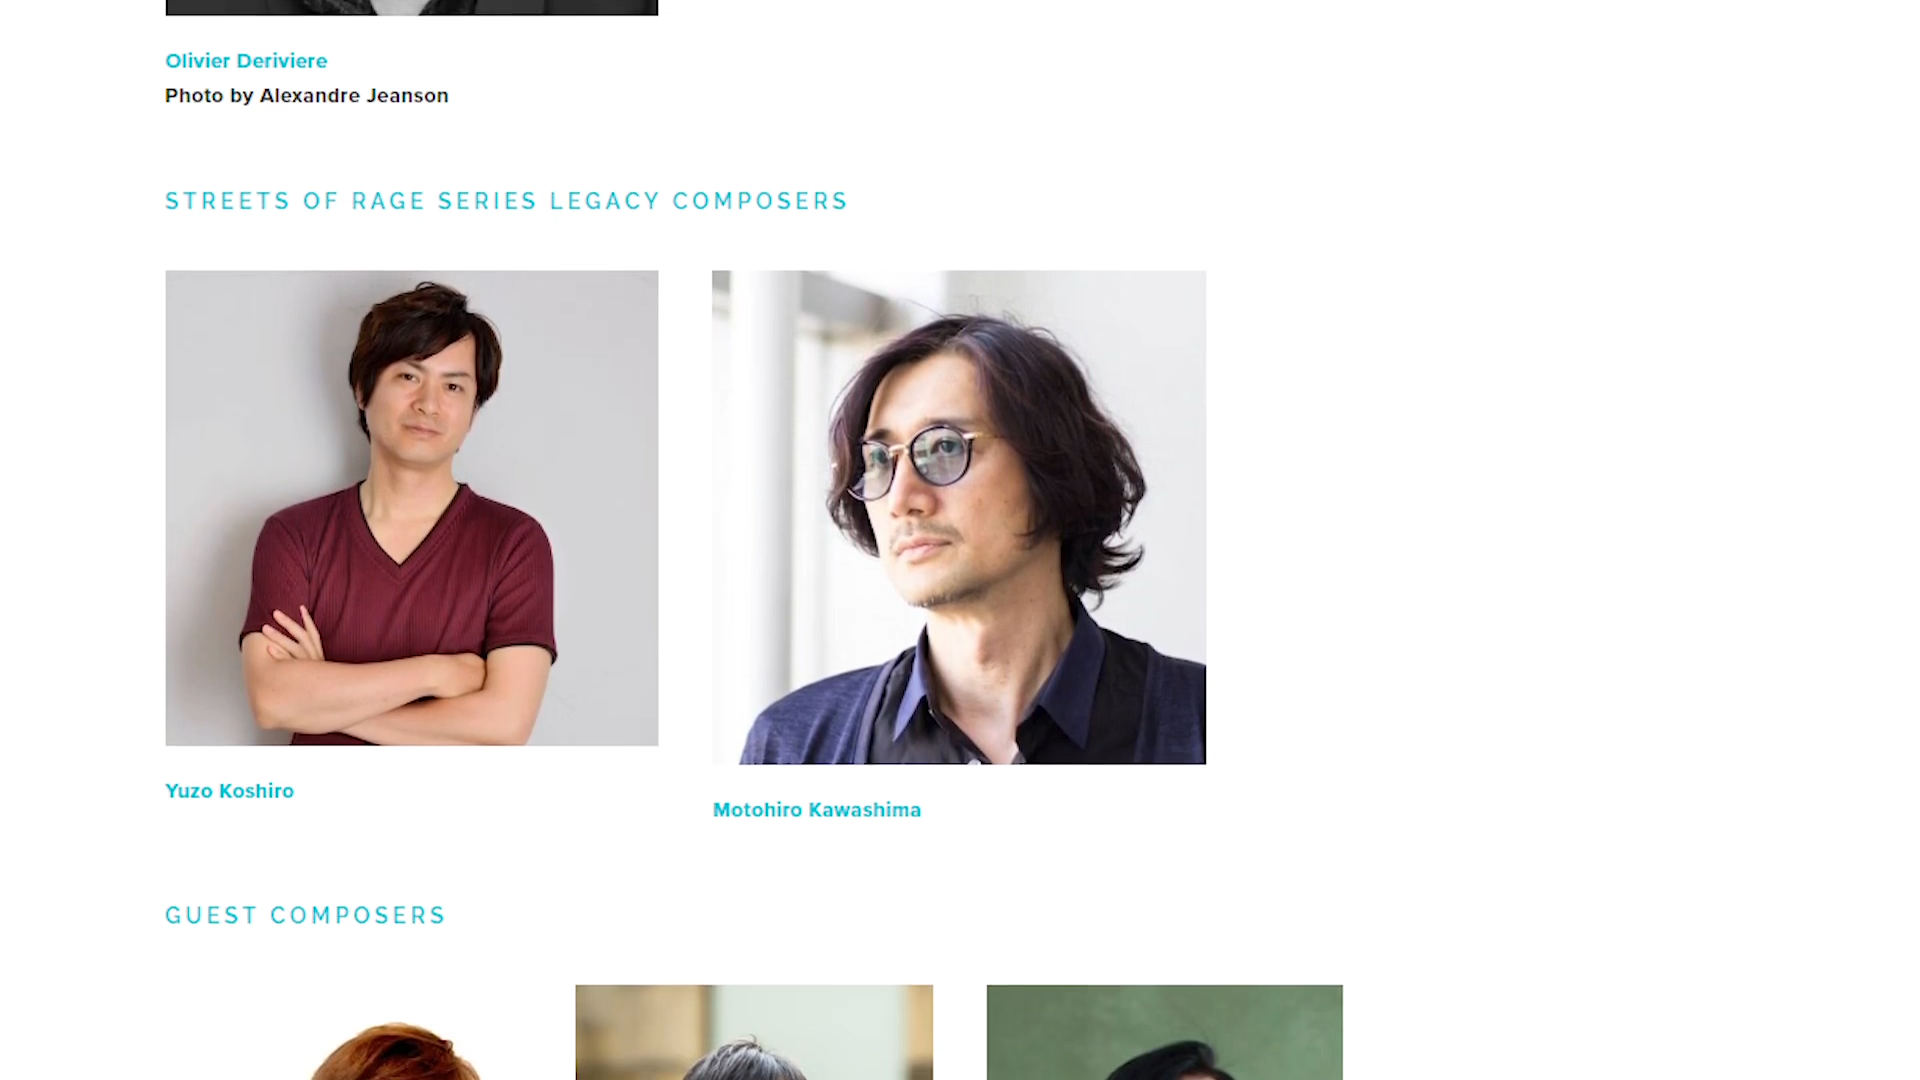 Olivier Deriviere
Photo by Alexandre Jeanson
STREETS OF RAGE SERIES LEGACY COMPOSERS
Yuzo Koshiro
Motohiro Kawashima
GUEST COMPOSERS